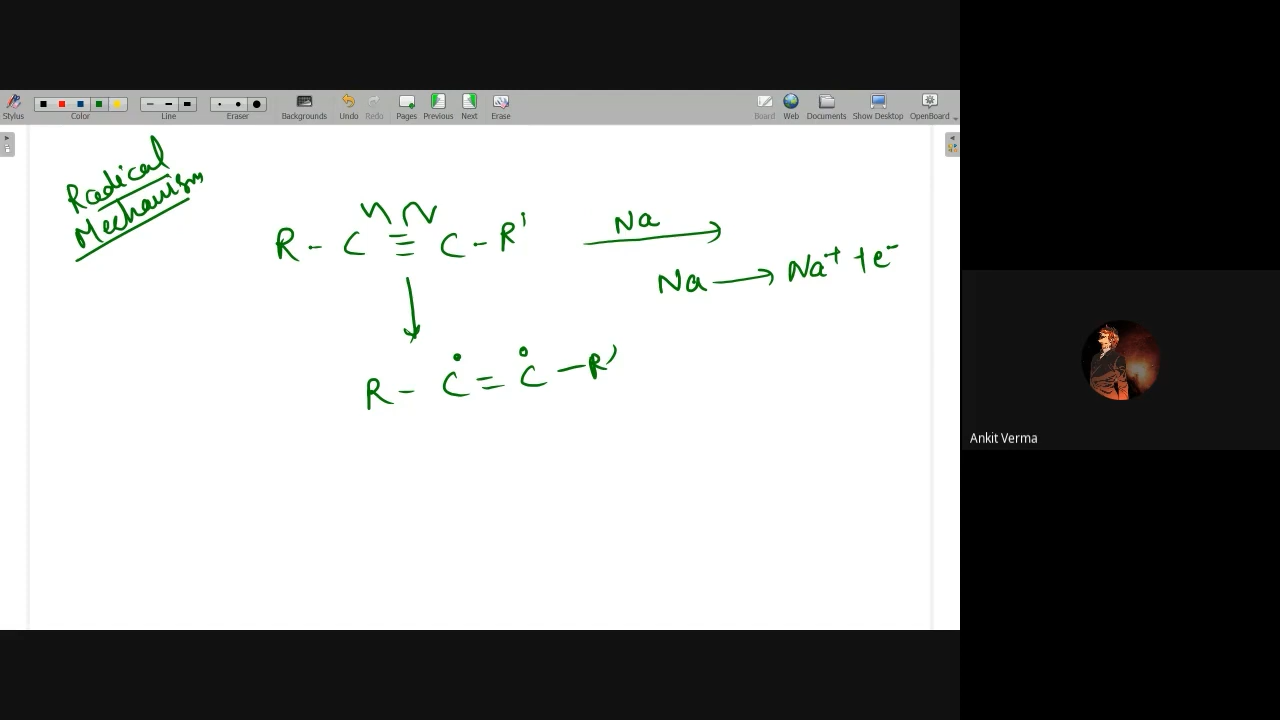 Stylus
Color
Line
Eraser
Backgrounds
Undo
Redo
Pages
Previous
Next
Erase
Board
Web
Documents
Show Desktop
OpenBoard
Radical
Mechanism
R - C ≡ C - R'
Na
Na → Na⁺ + e⁻
R - Ċ = Ċ - R'
Ankit Verma